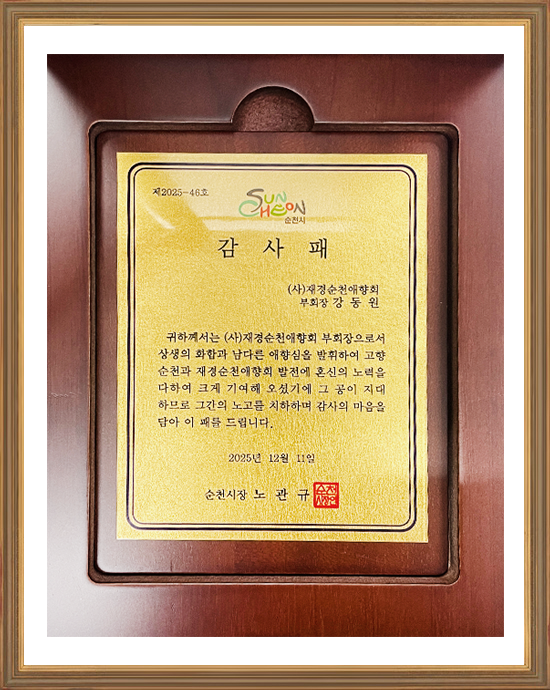 제2025-46호
SUN
CHEON
순천시
감 사 패
(사)재경순천애향회
부회장 강 동 원
귀하께서는 (사)재경순천애향회 부회장으로서
상생의 화합과 남다른 애향심을 발휘하여 고향
순천과 재경순천애향회 발전에 혼신의 노력을
다하여 크게 기여해 오셨기에 그 공이 지대
하므로 그간의 노고를 치하하며 감사의 마음을
담아 이 패를 드립니다.
2025년 12월 11일
순천시장 노 관 규